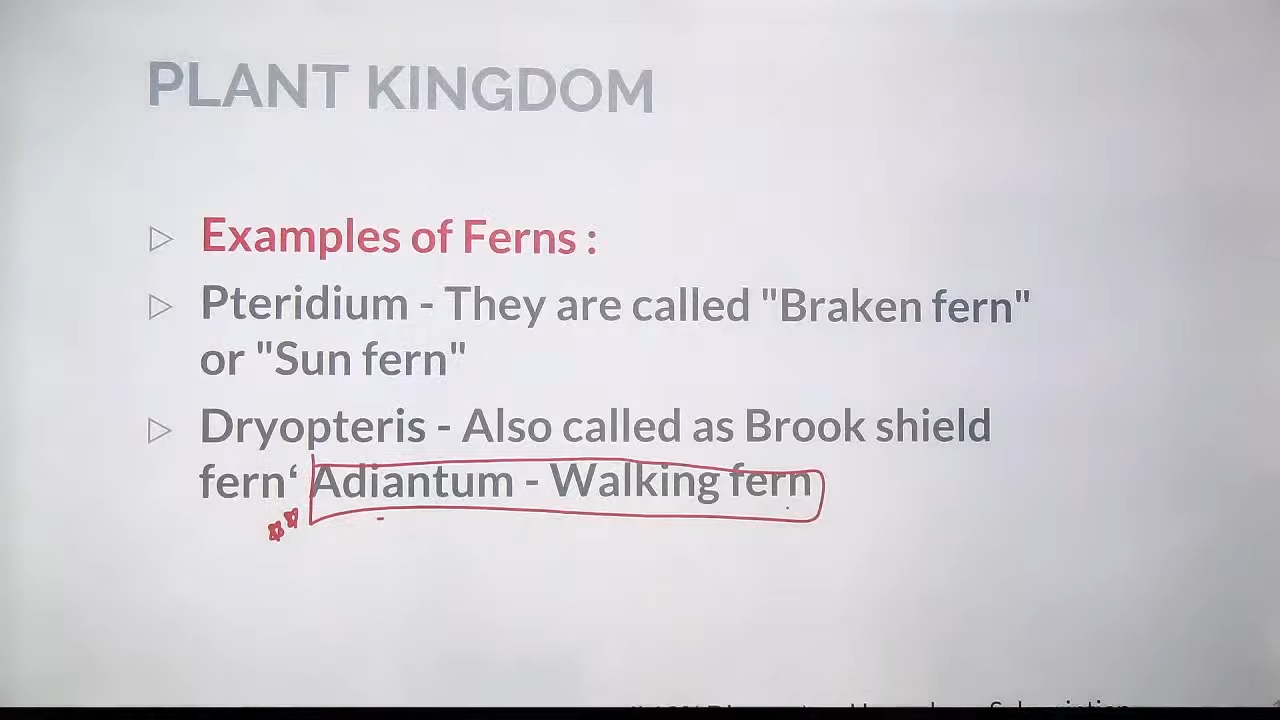 PLANT KINGDOM
Examples of Ferns :
Pteridium - They are called "Braken fern"
or "Sun fern"
Dryopteris - Also called as Brook shield
fern‘ Adiantum - Walking fern